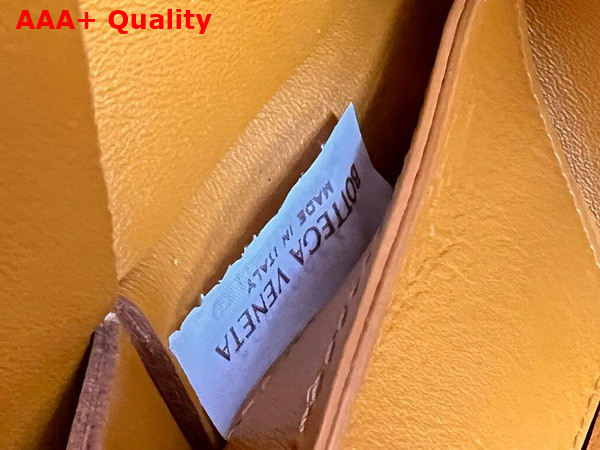 AAA+ Quality
BOTTEGA VENETA
MADE IN ITALY